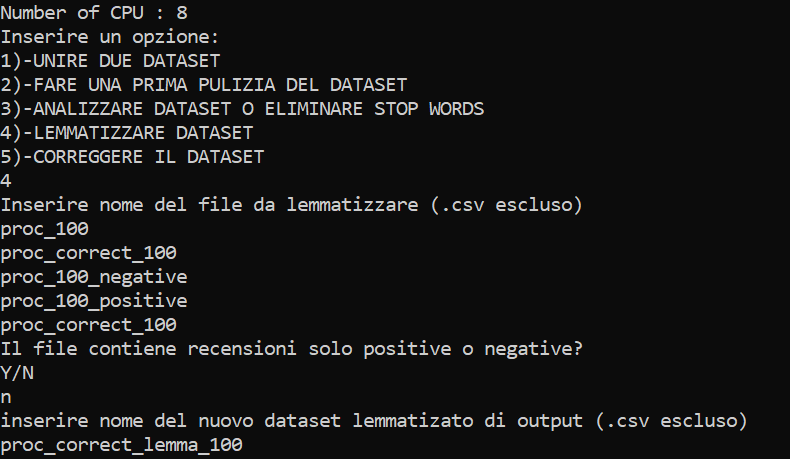 Number of CPU : 8
Inserire un opzione:
1)-UNIRE DUE DATASET
2)-FARE UNA PRIMA PULIZIA DEL DATASET
3)-ANALIZZARE DATASET O ELIMINARE STOP WORDS
4)-LEMMATIZZARE DATASET
5)-CORREGGERE IL DATASET
4
Inserire nome del file da lemmatizzare (.csv escluso)
proc_100
proc_correct_100
proc_100_negative
proc_100_positive
proc_correct_100
Il file contiene recensioni solo positive o negative?
Y/N
n
inserire nome del nuovo dataset lemmatizato di output (.csv escluso)
proc_correct_lemma_100